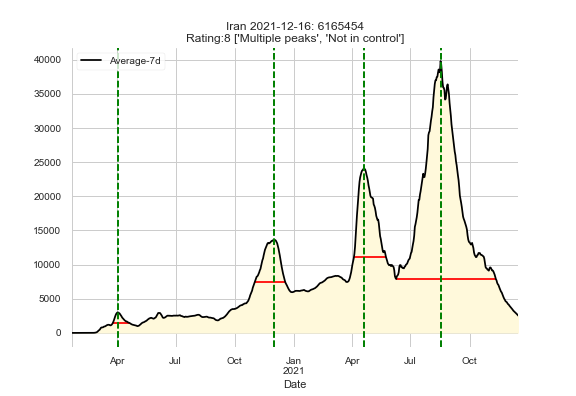 Iran 2021-12-16: 6165454
Rating:8 ['Multiple peaks', 'Not in control']
Average-7d
40000
35000
30000
25000
20000
15000
10000
5000
0
Apr Jul Oct Jan Apr Jul Oct
2021
Date